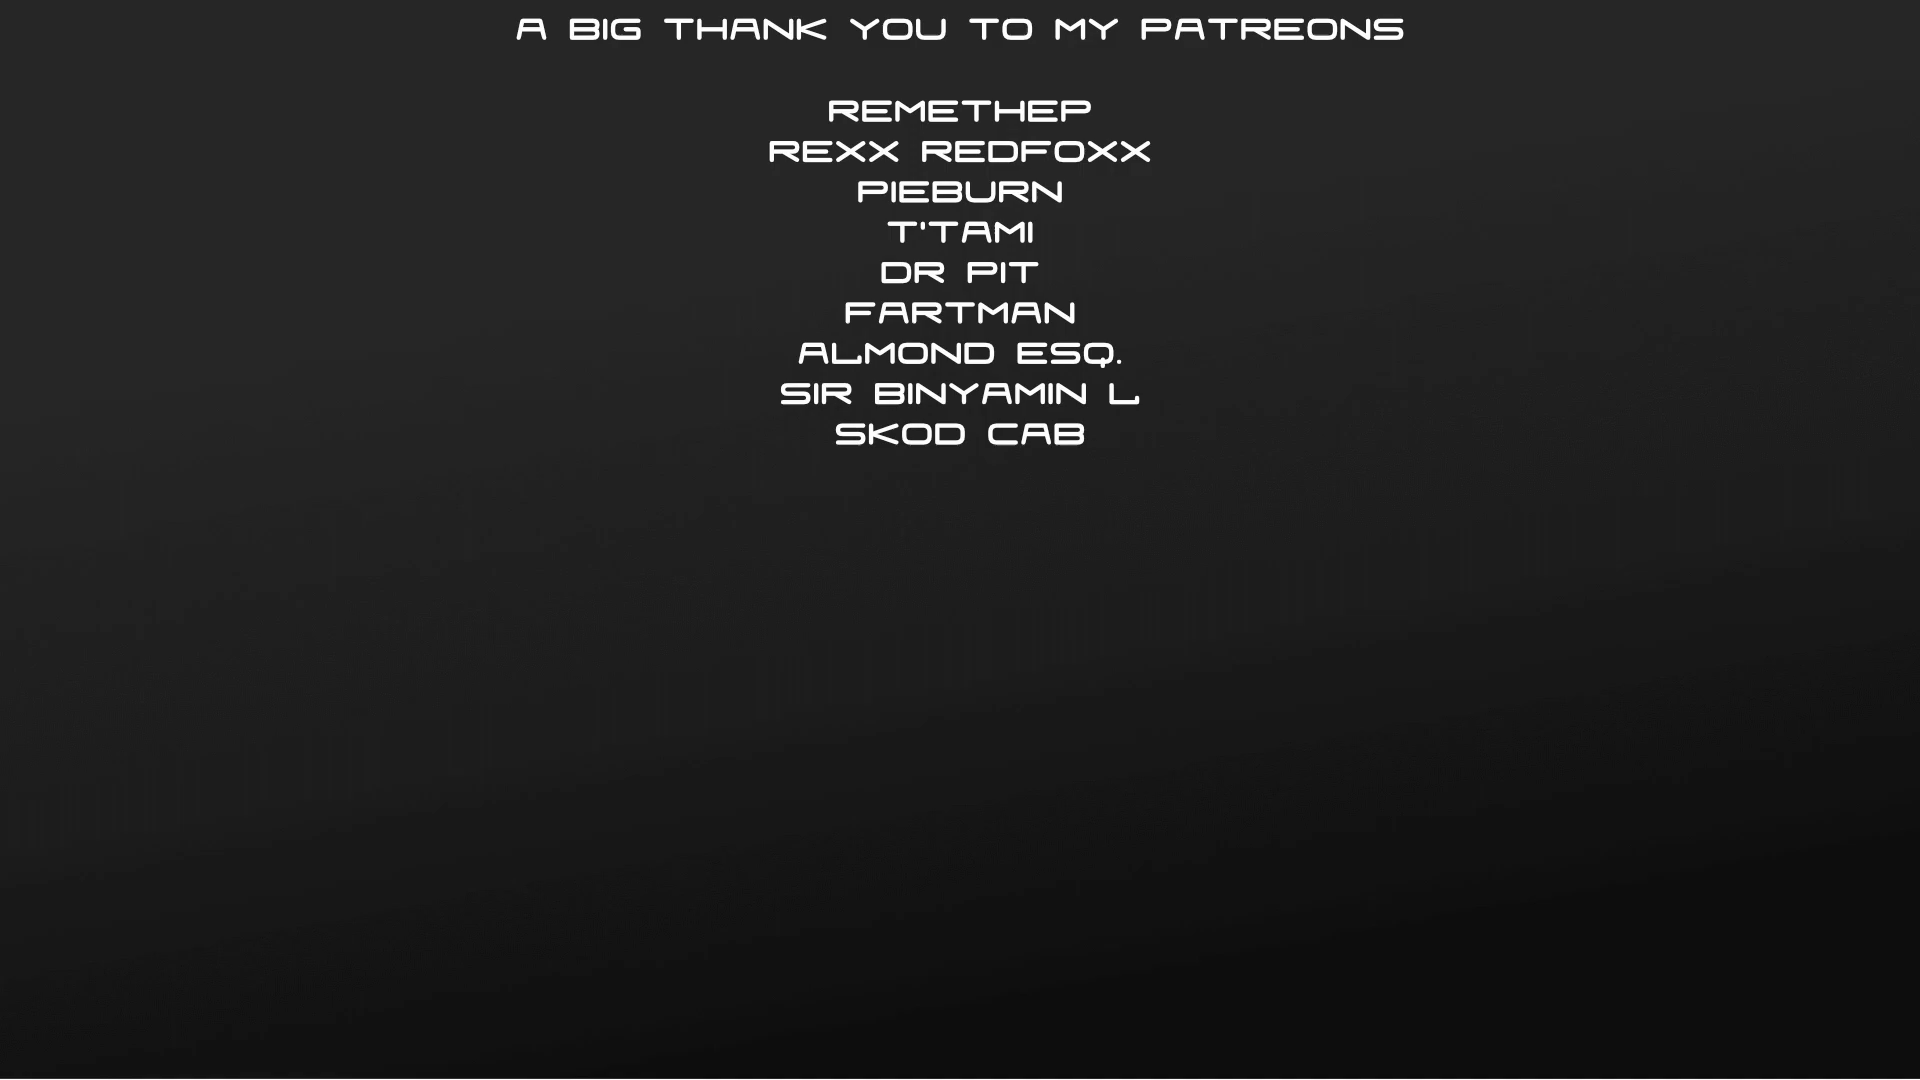 A BIG THANK YOU TO MY PATREONS
REMETHEP
REXX REDFOXX
PIEBURN
T'TAMI
DR PIT
FARTMAN
ALMOND ESQ.
SIR BINYAMIN L
SKOD CAB